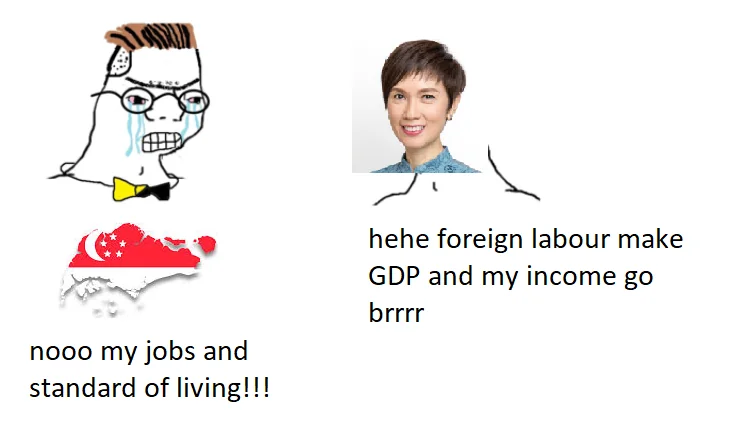 hehe foreign labour make
GDP and my income go
brrrr
nooo my jobs and
standard of living!!!